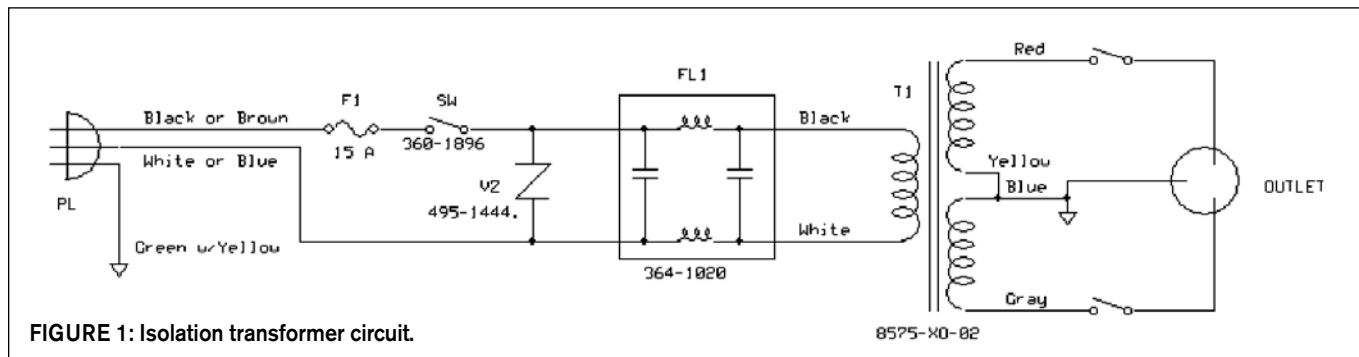 Black or Brown
F1
15 A
SW
360-1896
FL1
Black
T1
Red
White or Blue
PL
V2
495-1444.
Yellow
Blue
OUTLET
Green w/Yellow
White
364-1020
Gray
8575-XO-02
FIGURE 1: Isolation transformer circuit.